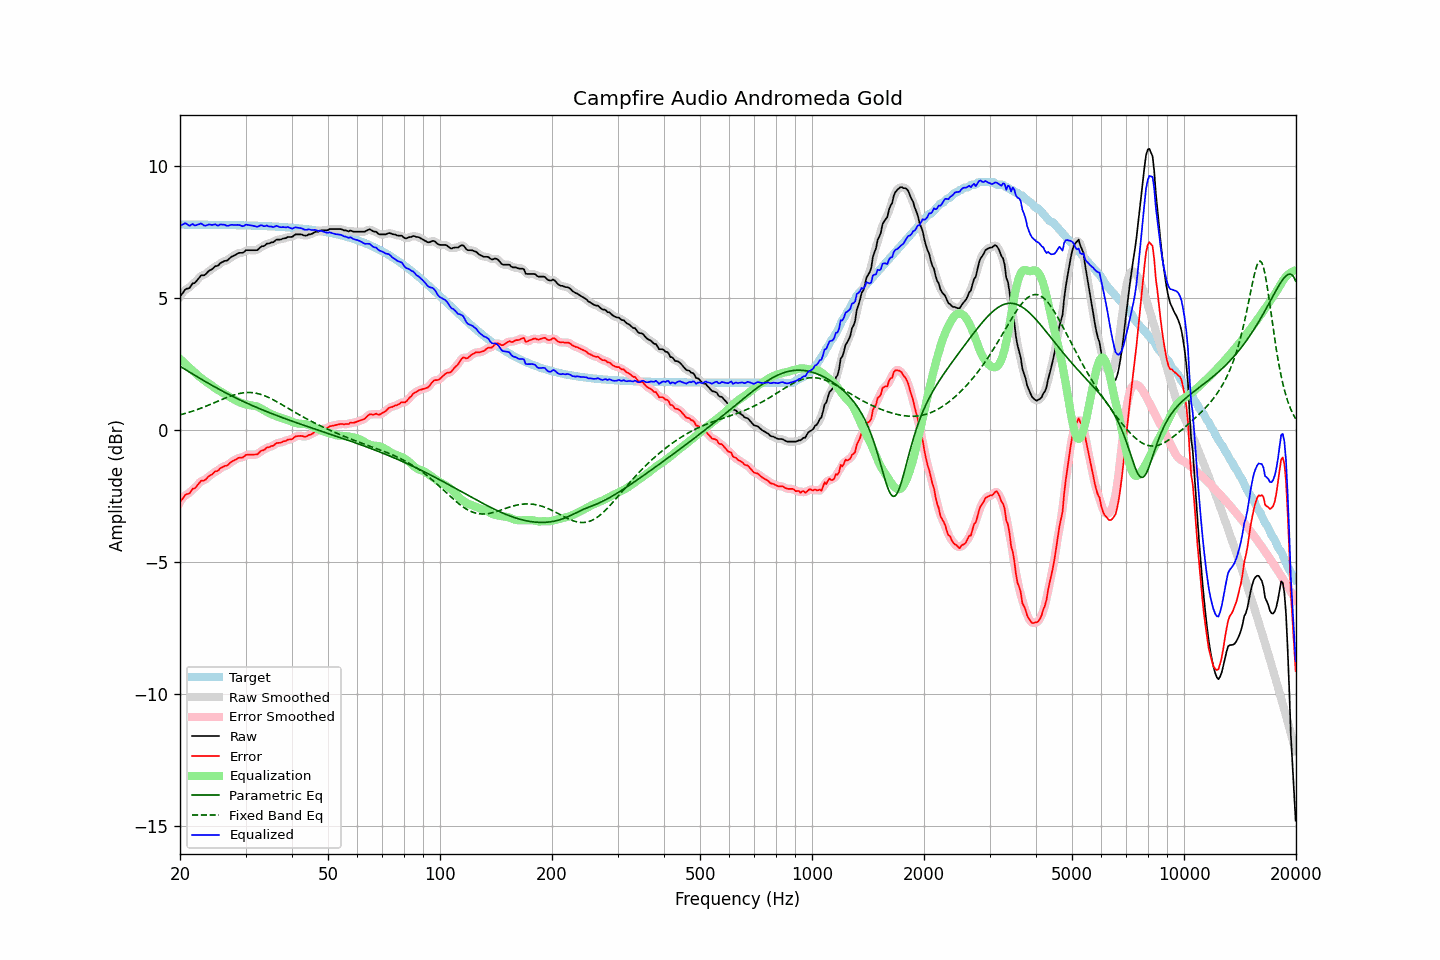 Campfire Audio Andromeda Gold
Amplitude (dBr)
10
5
0
−5
−10
−15
Target
Raw Smoothed
Error Smoothed
Raw
Error
Equalization
Parametric Eq
Fixed Band Eq
Equalized
20 50 100 200 500 1000 2000 5000 10000 20000
Frequency (Hz)